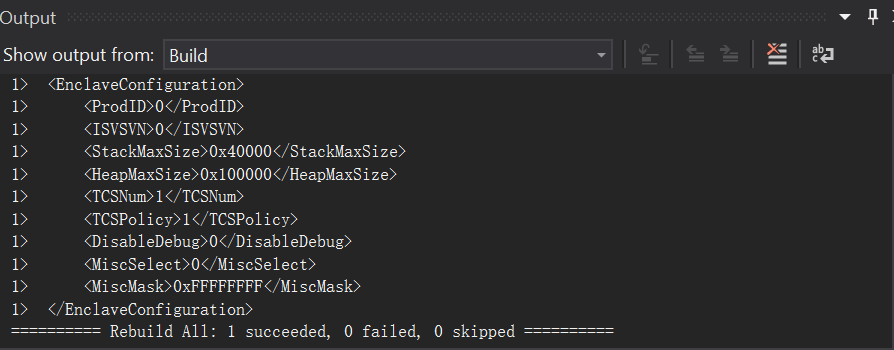 Output
Show output from: Build
1> <EnclaveConfiguration>
1> <ProdID>0</ProdID>
1> <ISVSVN>0</ISVSVN>
1> <StackMaxSize>0x40000</StackMaxSize>
1> <HeapMaxSize>0x100000</HeapMaxSize>
1> <TCSNum>1</TCSNum>
1> <TCSPolicy>1</TCSPolicy>
1> <DisableDebug>0</DisableDebug>
1> <MiscSelect>0</MiscSelect>
1> <MiscMask>0xFFFFFFFF</MiscMask>
1> </EnclaveConfiguration>
========== Rebuild All: 1 succeeded, 0 failed, 0 skipped ==========